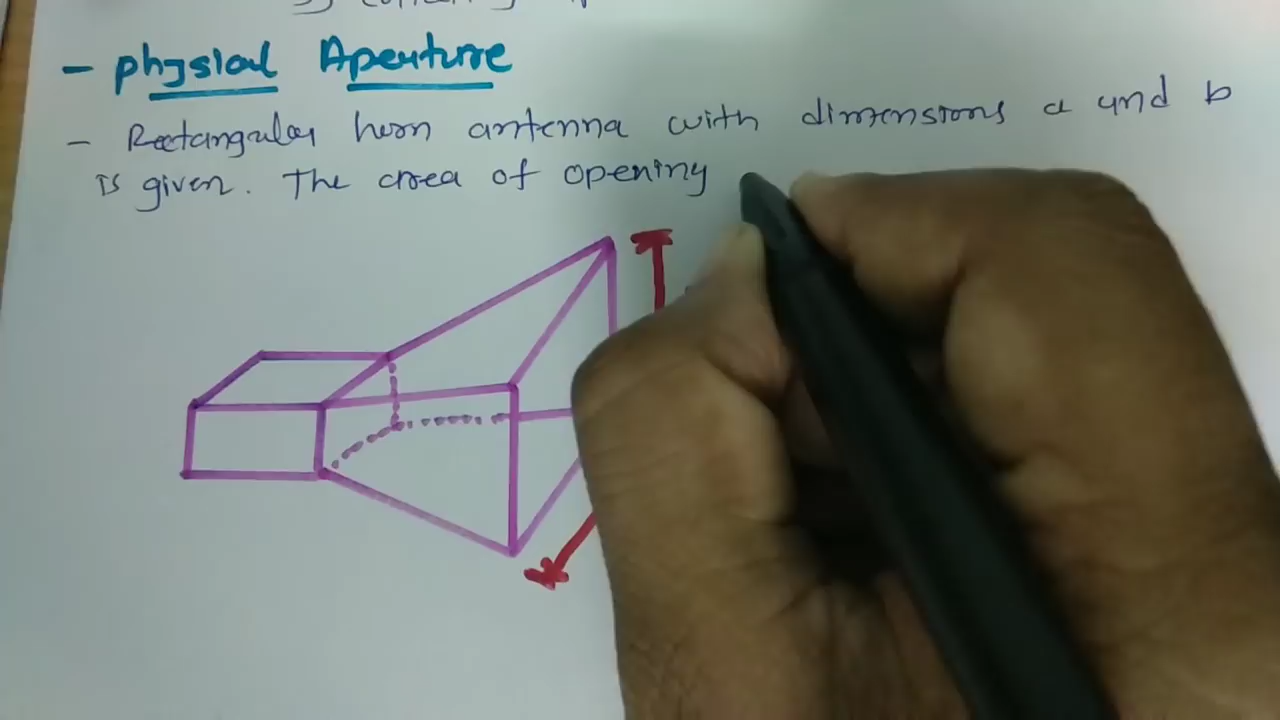 - Physical Aperture
- Rectangular horn antenna with dimensions a and b
is given. The area of opening